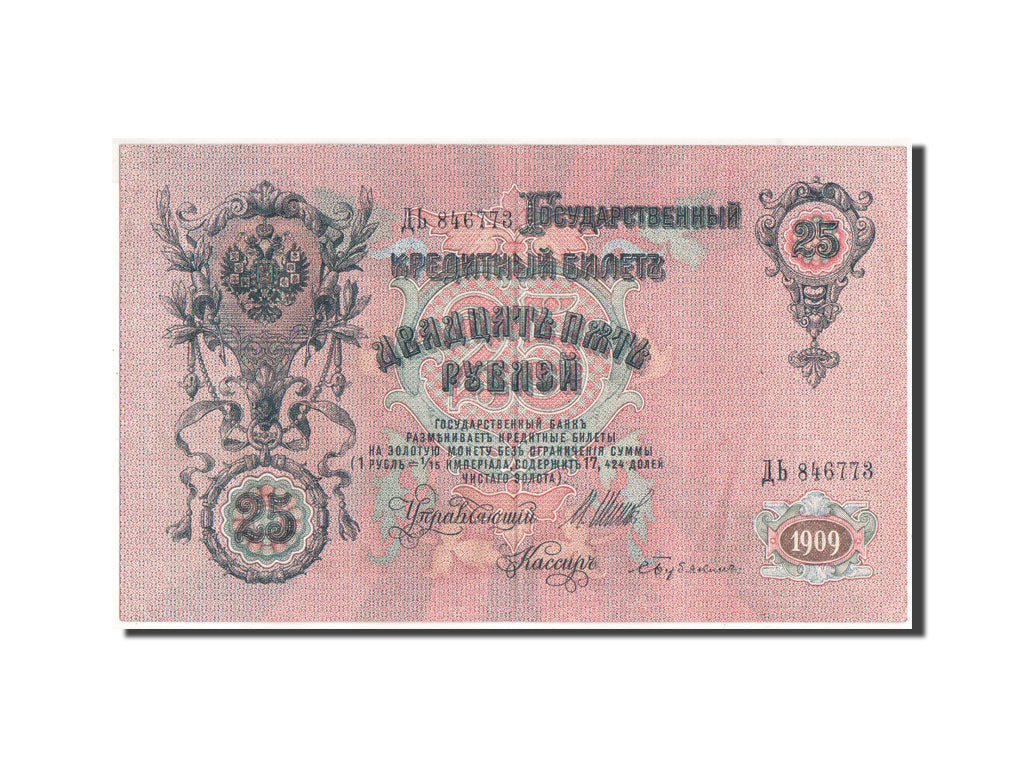 ДЬ 846773 Государственный
25
Кредитный Билетъ
Двадцать Пять
Рублей
25
ГОСУДАРСТВЕННЫЙ БАНКЪ
РАЗМѢНИВАЕТЪ КРЕДИТНЫЕ БИЛЕТЫ
НА ЗОЛОТУЮ МОНЕТУ БЕЗЪ ОГРАНИЧЕНІЯ СУММЫ
(1 РУБЛЬ = 1/15 ИМПЕРІАЛА, СОДЕРЖИТЪ 17,424 ДОЛЕЙ
ЧИСТАГО ЗОЛОТА).
ДЬ 846773
25
Управляющій
1909
Кассиръ